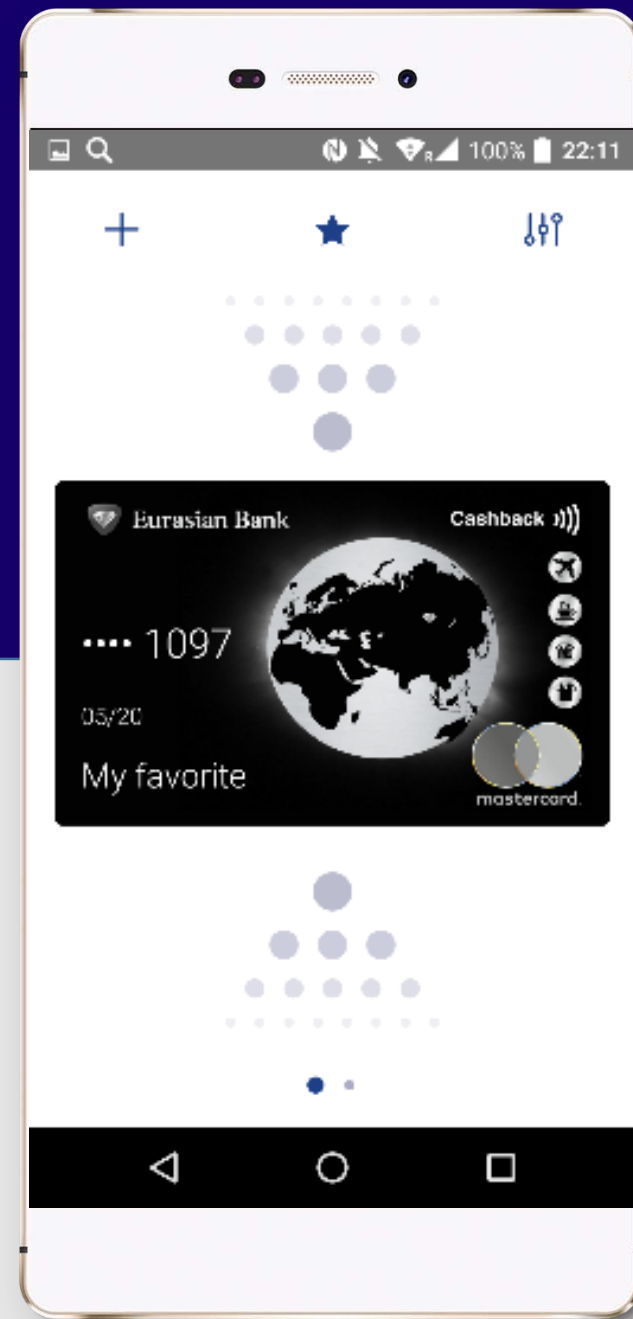 100% 22:11
Eurasian Bank
Cashback
•••• 1097
05/20
My favorite
mastercard.